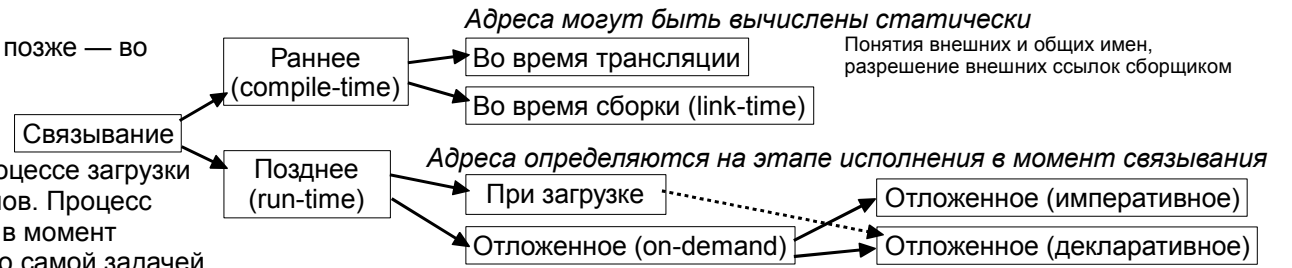 Адреса могут быть вычислены статически
позже — во
Раннее
(compile-time)
Во время трансляции
Понятия внешних и общих имен,
разрешение внешних ссылок сборщиком
Во время сборки (link-time)
Связывание
Адреса определяются на этапе исполнения в момент связывания
Позднее
(run-time)
При загрузке
Отложенное (on-demand)
Отложенное (императивное)
Отложенное (декларативное)
загрузки
Процесс
в момент
самой задачей